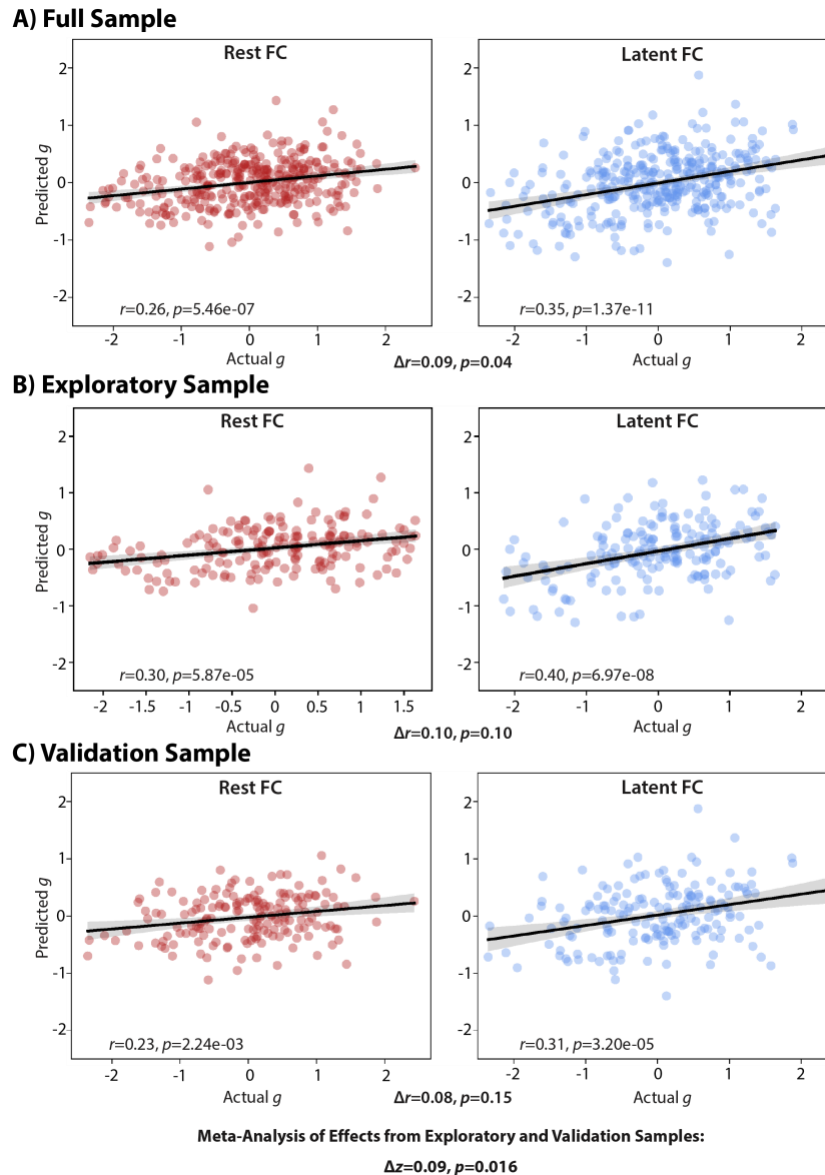 A) Full Sample
Rest FC
Latent FC
2
1
0
-1
-2
Predicted g
2
1
0
-1
-2
r=0.26, p=5.46e-07
r=0.35, p=1.37e-11
-2 -1 0 1 2
-2 -1 0 1 2
Actual g
Actual g
Δr=0.09, p=0.04
B) Exploratory Sample
Rest FC
Latent FC
2
1
0
-1
-2
Predicted g
2
1
0
-1
-2
r=0.30, p=5.87e-05
r=0.40, p=6.97e-08
-2 -1.5 -1 -0.5 0 0.5 1 1.5
-2 -1 0 1 2
Actual g
Actual g
Δr=0.10, p=0.10
C) Validation Sample
Rest FC
Latent FC
2
1
0
-1
-2
Predicted g
2
1
0
-1
-2
r=0.23, p=2.24e-03
r=0.31, p=3.20e-05
-2 -1 0 1 2
-2 -1 0 1 2
Actual g
Actual g
Δr=0.08, p=0.15
Meta-Analysis of Effects from Exploratory and Validation Samples:
Δz=0.09, p=0.016